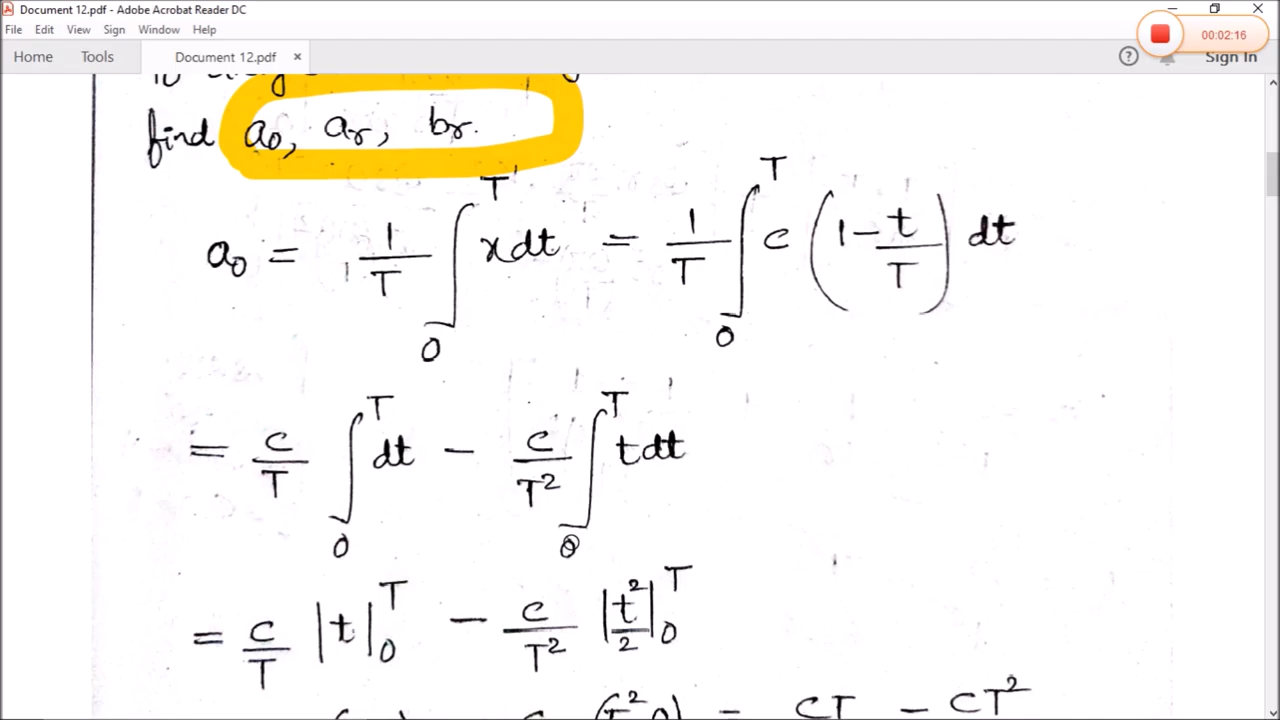 Document 12.pdf - Adobe Acrobat Reader DC
File Edit View Sign Window Help
00:02:16
Home Tools Document 12.pdf × ? Sign In
find a₀, aᵣ, bᵣ.
a₀ = 1/T ∫₀ᵀ x dt = 1/T ∫₀ᵀ c (1 - t/T) dt
= c/T ∫₀ᵀ dt - c/T² ∫₀ᵀ t dt
= c/T |t|₀ᵀ - c/T² |t²/2|₀ᵀ
CT - CT²